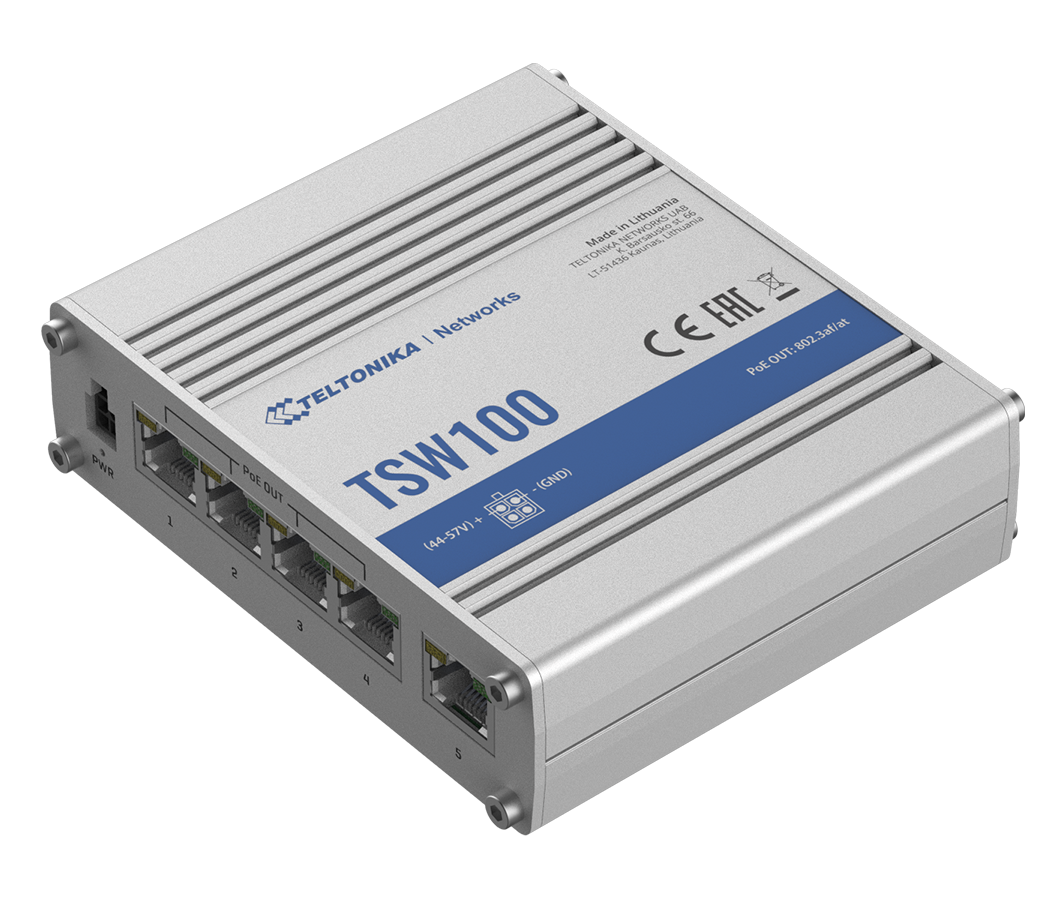 Made in Lithuania
TELTONIKA NETWORKS UAB
K. Barsausko st. 66
LT-51436 Kaunas, Lithuania
TELTONIKA | Networks
CE EAC
TSW100
PoE OUT: 802.3af/at
(44-57V) + - (GND)
PWR
PoE OUT
1
2
3
4
5